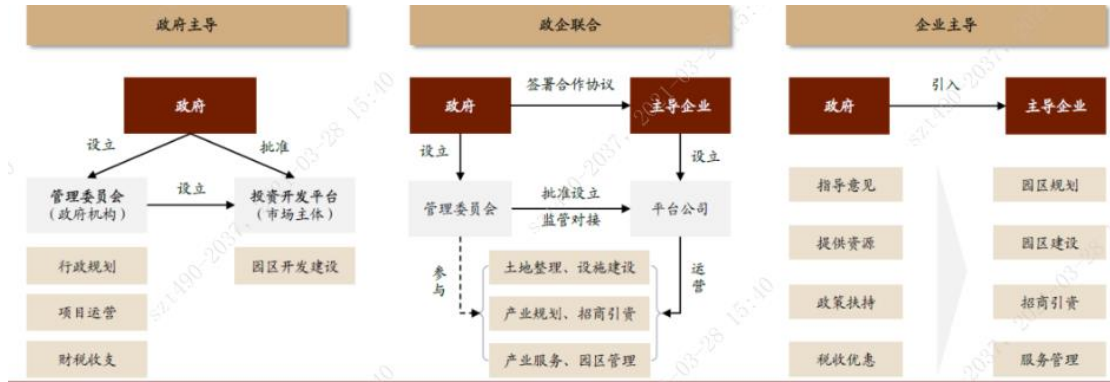 政府主导
政府
设立
批准
管理委员会
（政府机构）
设立
投资开发平台
（市场主体）
行政规划
园区开发建设
项目运营
财税收支
政企联合
政府
签署合作协议
主导企业
设立
设立
管理委员会
批准设立
监管对接
平台公司
参与
运营
土地整理、设施建设
产业规划、招商引资
产业服务、园区管理
企业主导
政府
引入
主导企业
指导意见
园区规划
提供资源
园区建设
政策扶持
招商引资
税收优惠
服务管理